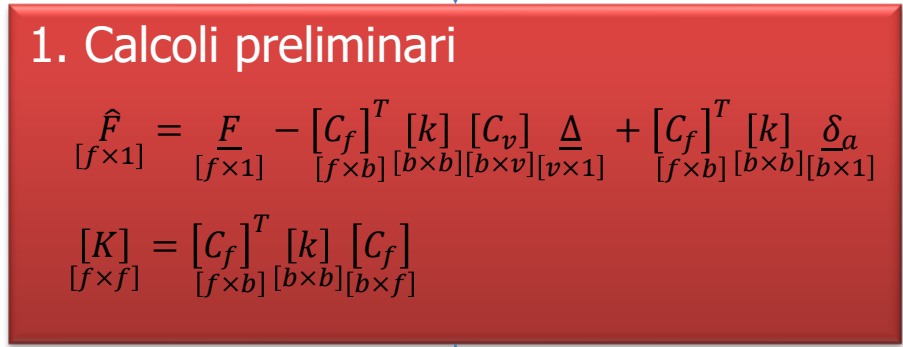 1. Calcoli preliminari
F̂ = F − [C_f]^T [k] [C_v] Δ + [C_f]^T [k] δ_a
[f×1] [f×1] [f×b] [b×b] [b×v] [v×1] [f×b] [b×b] [b×1]
[K] = [C_f]^T [k] [C_f]
[f×f] [f×b] [b×b] [b×f]